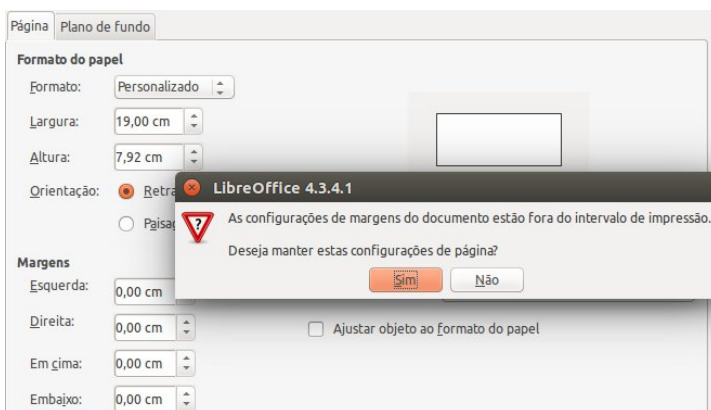 Página Plano de fundo
Formato do papel
Formato: Personalizado
Largura: 19,00 cm
Altura: 7,92 cm
Orientação: Retra
Paisag
LibreOffice 4.3.4.1
?
As configurações de margens do documento estão fora do intervalo de impressão.
Deseja manter estas configurações de página?
Sim Não
Margens
Esquerda: 0,00 cm
Direita: 0,00 cm
Ajustar objeto ao formato do papel
Em cima: 0,00 cm
Embaixo: 0,00 cm